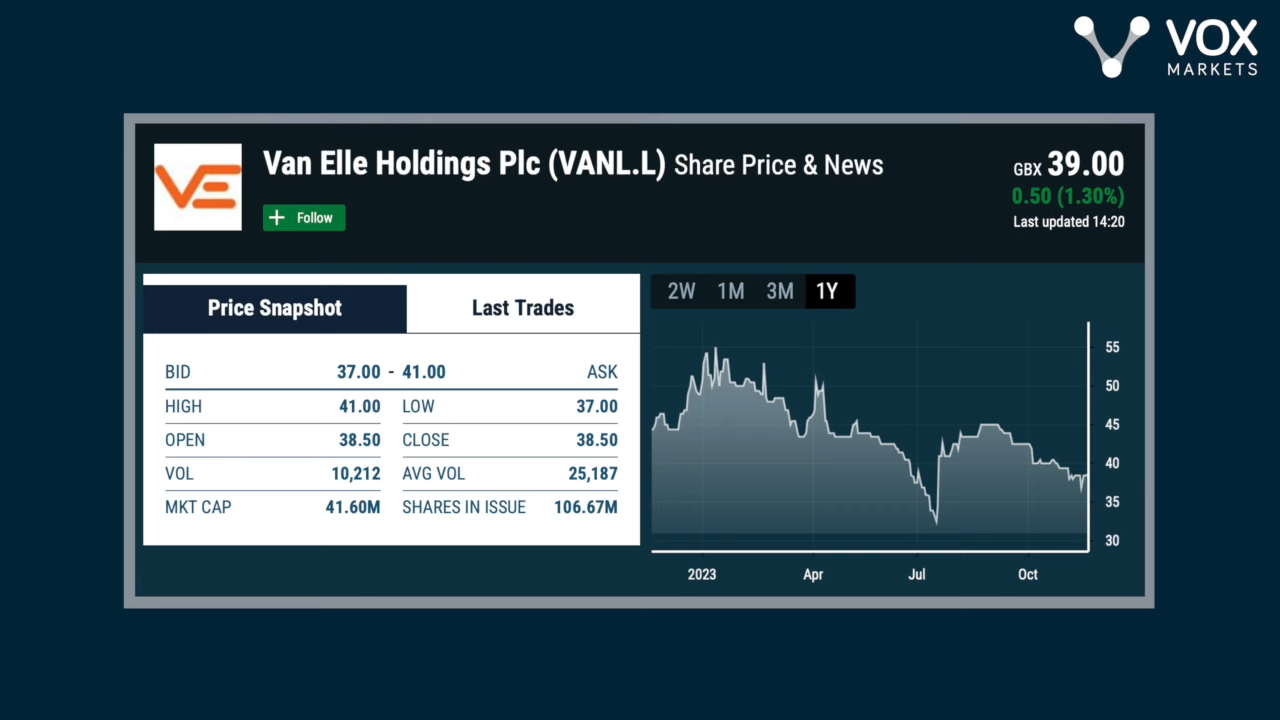 VOX
MARKETS
VE
Van Elle Holdings Plc (VANL.L) Share Price & News
GBX 39.00
0.50 (1.30%)
Last updated 14:20
+ Follow
Price Snapshot
Last Trades
BID 37.00 - 41.00 ASK
HIGH 41.00 LOW 37.00
OPEN 38.50 CLOSE 38.50
VOL 10,212 AVG VOL 25,187
MKT CAP 41.60M SHARES IN ISSUE 106.67M
2W 1M 3M 1Y
55
50
45
40
35
30
2023 Apr Jul Oct